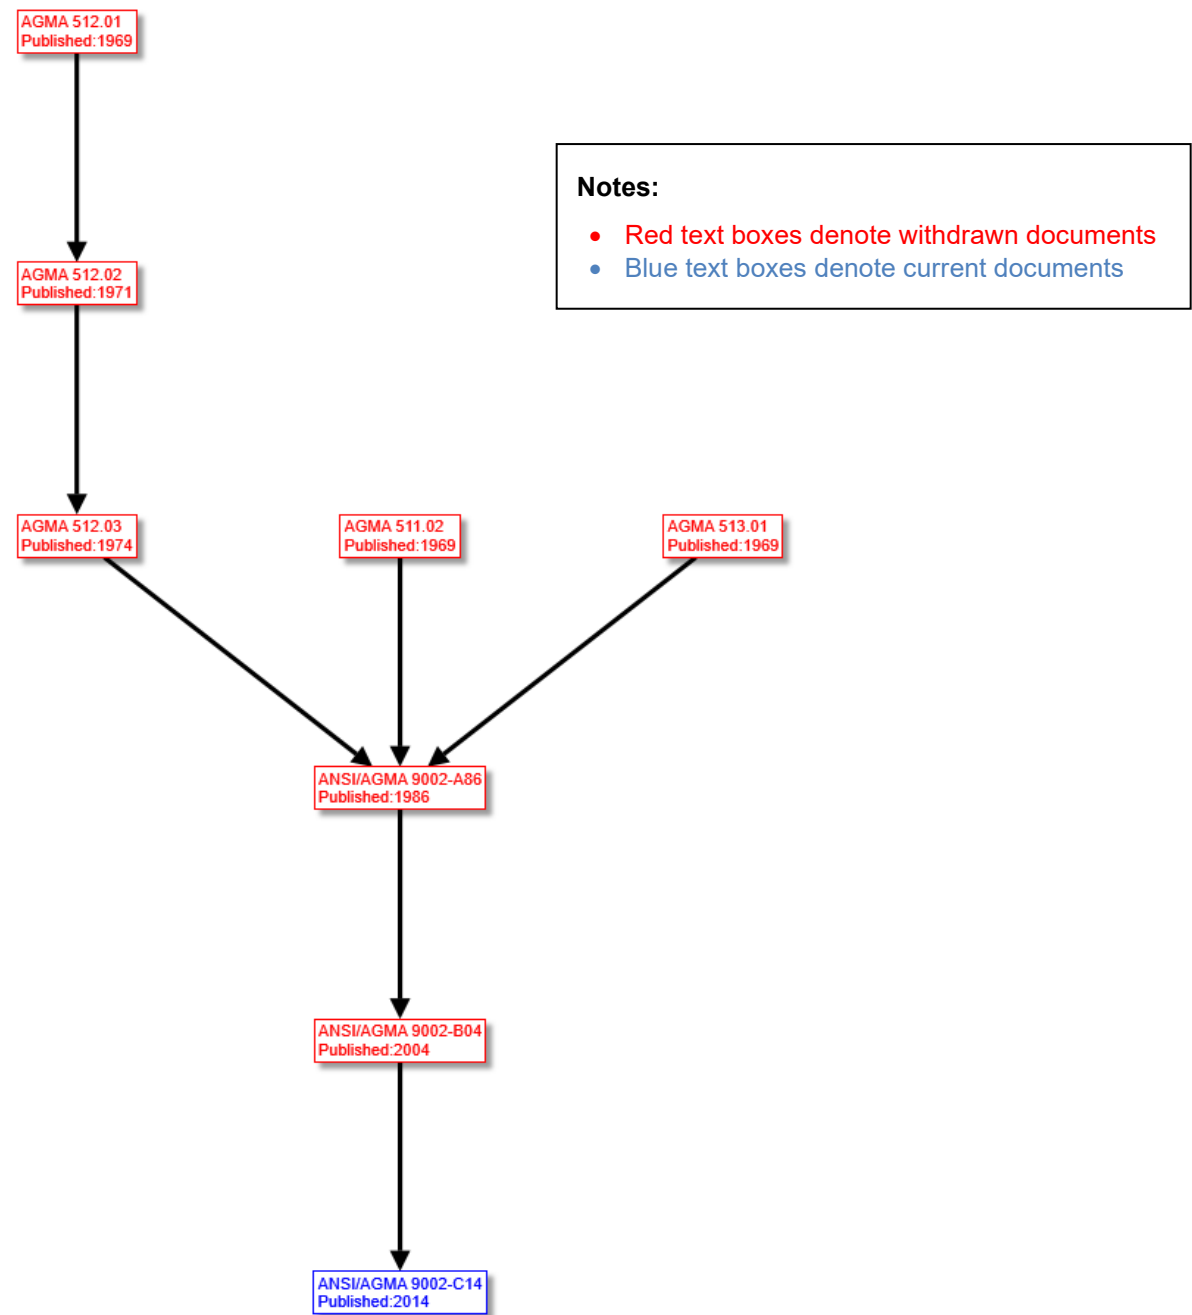 AGMA 512.01
Published:1969
Notes:
• Red text boxes denote withdrawn documents
• Blue text boxes denote current documents
AGMA 512.02
Published:1971
AGMA 512.03
Published:1974
AGMA 511.02
Published:1969
AGMA 513.01
Published:1969
ANSI/AGMA 9002-A86
Published:1986
ANSI/AGMA 9002-B04
Published:2004
ANSI/AGMA 9002-C14
Published:2014